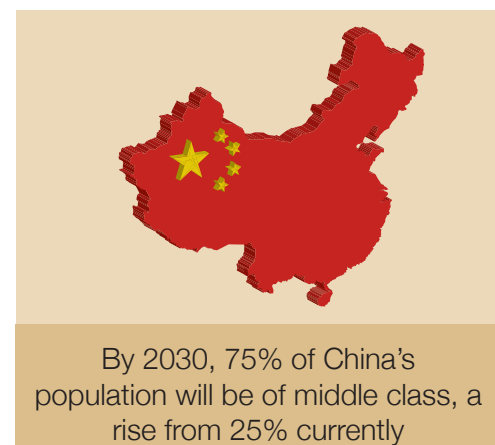 By 2030, 75% of China's
population will be of middle class, a
rise from 25% currently